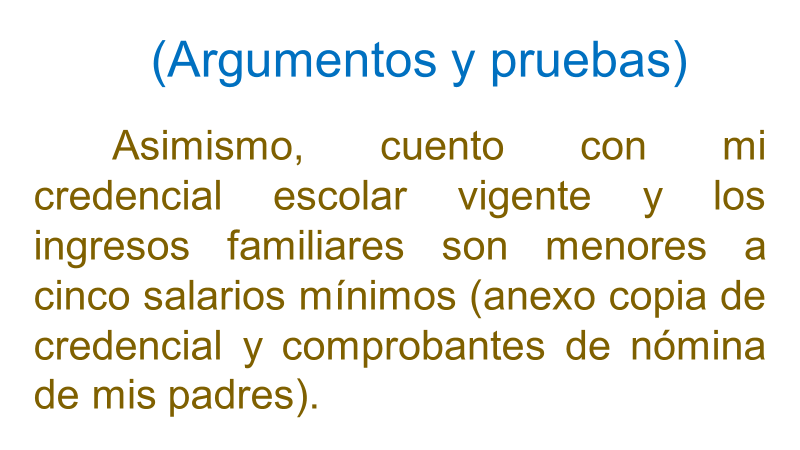 (Argumentos y pruebas)
Asimismo, cuento con mi
credencial escolar vigente y los
ingresos familiares son menores a
cinco salarios mínimos (anexo copia de
credencial y comprobantes de nómina
de mis padres).